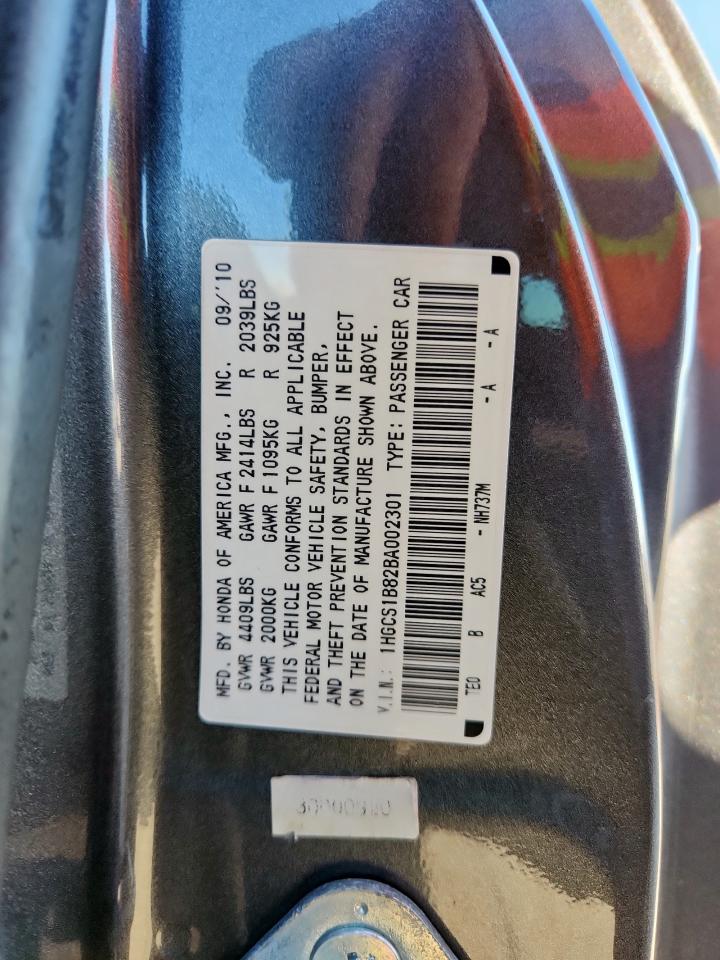 MFD. BY HONDA OF AMERICA MFG., INC. 09/'10
GVWR 4409LBS GAWR F 2414LBS R 2039LBS
GVWR 2000KG GAWR F 1095KG R 925KG
THIS VEHICLE CONFORMS TO ALL APPLICABLE
FEDERAL MOTOR VEHICLE SAFETY, BUMPER,
AND THEFT PREVENTION STANDARDS IN EFFECT
ON THE DATE OF MANUFACTURE SHOWN ABOVE.
V.I.N.: 1HGCS1B82BA002301 TYPE: PASSENGER CAR
TE0 B AC5 - NH737M - A - A